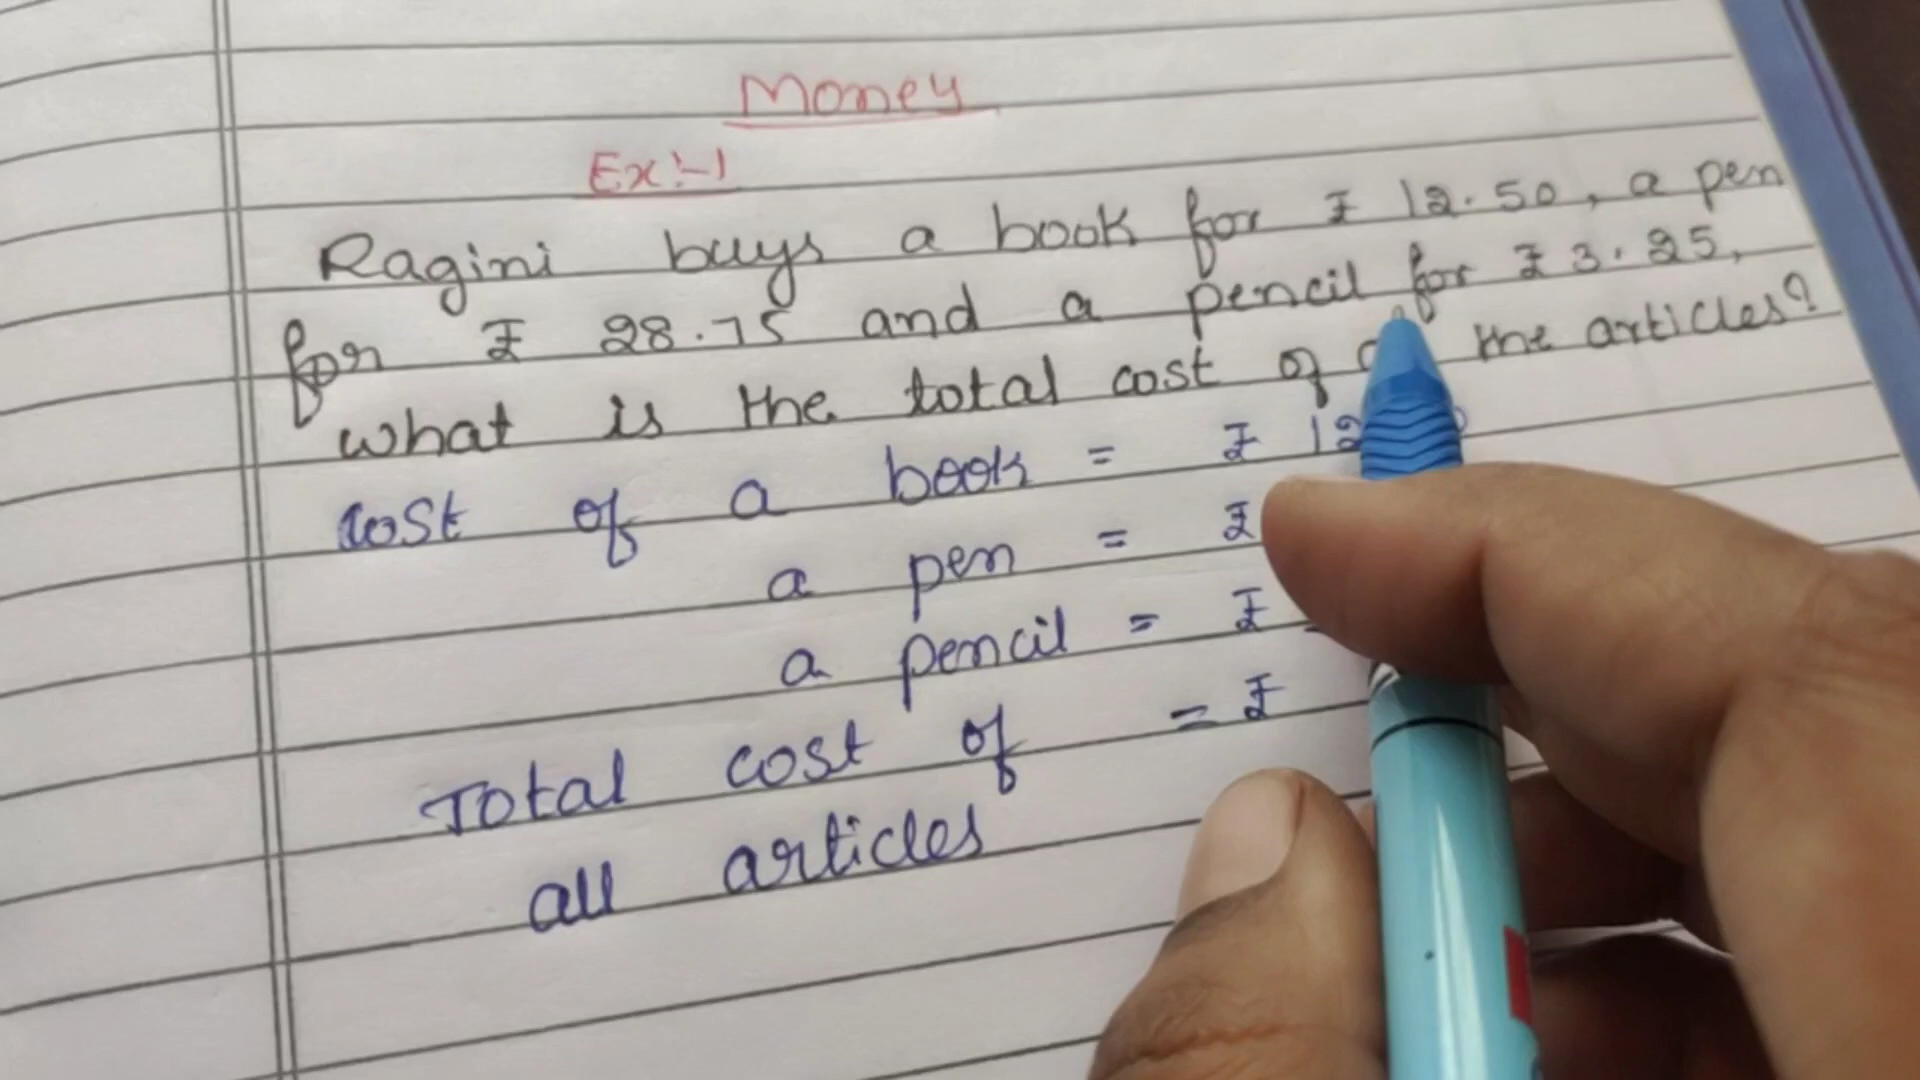 Money
Ex:-1
Ragini buys a book for ₹ 12.50, a pen
for ₹ 28.75 and a pencil for ₹ 3.25,
what is the total cost of the articles?
cost of a book = ₹ 12
a pen = ₹
a pencil = ₹
Total cost of = ₹
all articles